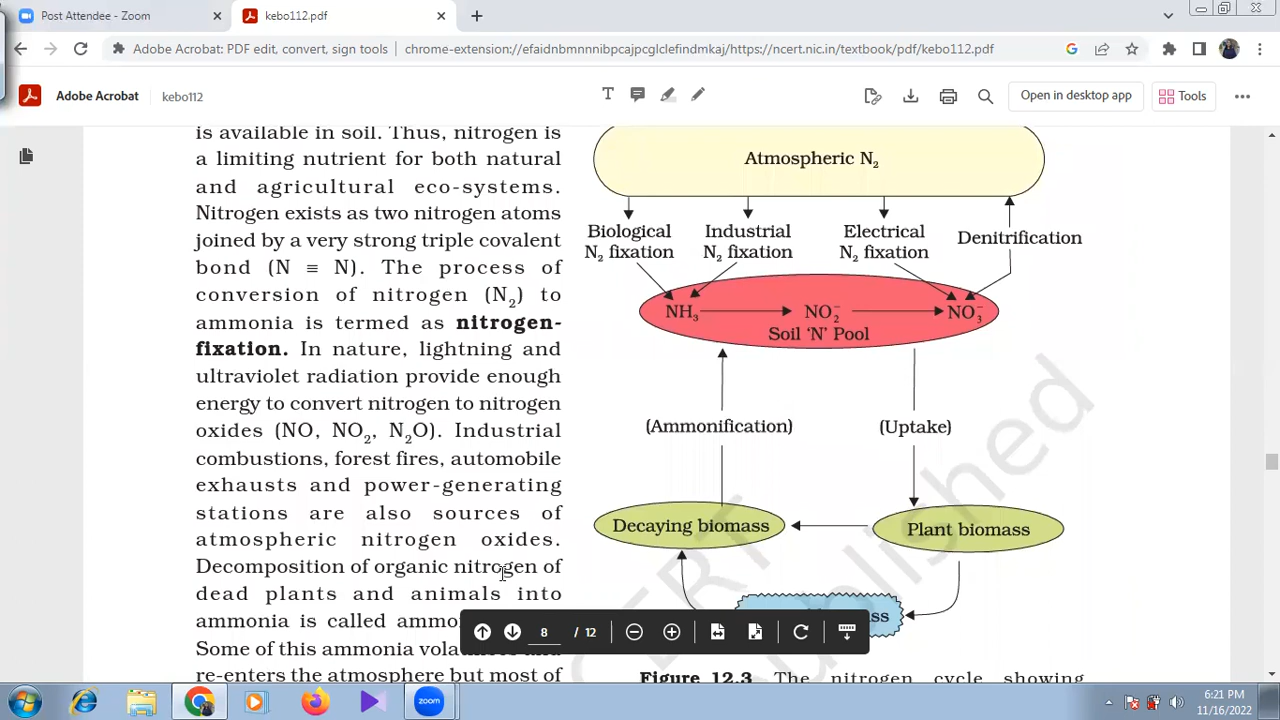 Post Attendee - Zoom
kebo112.pdf
Adobe Acrobat: PDF edit, convert, sign tools
chrome-extension://efaidnbmnnnibpcajpcglclefindmkaj/https://ncert.nic.in/textbook/pdf/kebo112.pdf
Adobe Acrobat
kebo112
Open in desktop app
Tools
is available in soil. Thus, nitrogen is
a limiting nutrient for both natural
and agricultural eco-systems.
Nitrogen exists as two nitrogen atoms
joined by a very strong triple covalent
bond (N ≡ N). The process of
conversion of nitrogen (N₂) to
ammonia is termed as nitrogen-
fixation. In nature, lightning and
ultraviolet radiation provide enough
energy to convert nitrogen to nitrogen
oxides (NO, NO₂, N₂O). Industrial
combustions, forest fires, automobile
exhausts and power-generating
stations are also sources of
atmospheric nitrogen oxides.
Decomposition of organic nitrogen of
dead plants and animals into
ammonia is called
Some of this ammonia
re-enters the atmosphere but most of
Atmospheric N₂
Biological
N₂ fixation
Industrial
N₂ fixation
Electrical
N₂ fixation
Denitrification
NH₃
NO₂⁻
NO₃⁻
Soil 'N' Pool
(Ammonification)
(Uptake)
Decaying biomass
Plant biomass
Figure 12.3 The nitrogen cycle showing
8 / 12
6:21 PM
11/16/2022
zoom